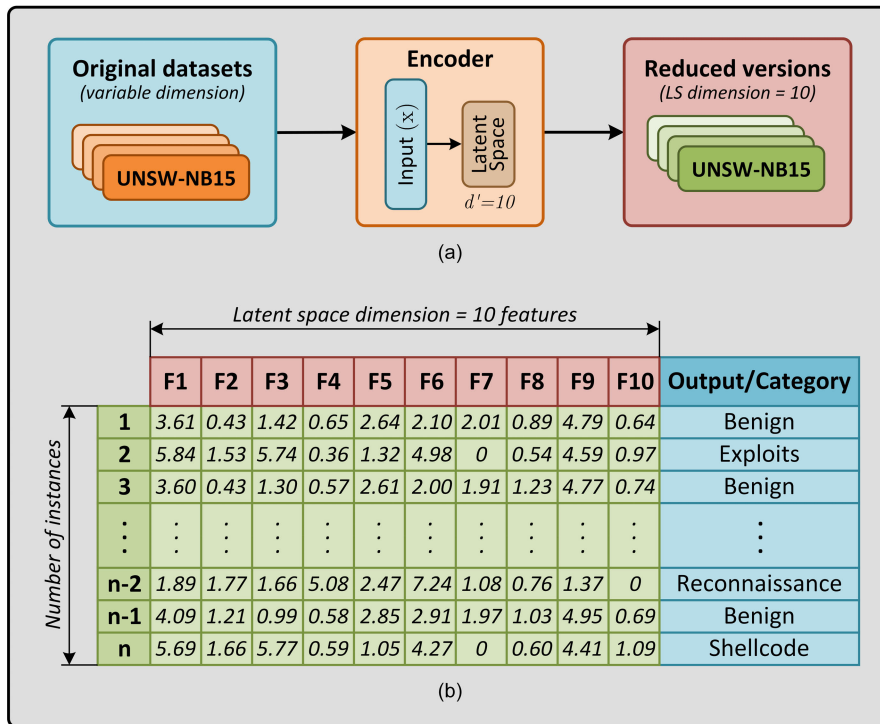 Original datasets
(variable dimension)
UNSW-NB15
Encoder
Input (x)
Latent
Space
d'=10
Reduced versions
(LS dimension = 10)
UNSW-NB15
(a)
Latent space dimension = 10 features
F1 F2 F3 F4 F5 F6 F7 F8 F9 F10 Output/Category
Number of instances
1 3.61 0.43 1.42 0.65 2.64 2.10 2.01 0.89 4.79 0.64 Benign
2 5.84 1.53 5.74 0.36 1.32 4.98 0 0.54 4.59 0.97 Exploits
3 3.60 0.43 1.30 0.57 2.61 2.00 1.91 1.23 4.77 0.74 Benign
⋮ ⋮ ⋮ ⋮ ⋮ ⋮ ⋮ ⋮ ⋮ ⋮ ⋮ ⋮
n-2 1.89 1.77 1.66 5.08 2.47 7.24 1.08 0.76 1.37 0 Reconnaissance
n-1 4.09 1.21 0.99 0.58 2.85 2.91 1.97 1.03 4.95 0.69 Benign
n 5.69 1.66 5.77 0.59 1.05 4.27 0 0.60 4.41 1.09 Shellcode
(b)